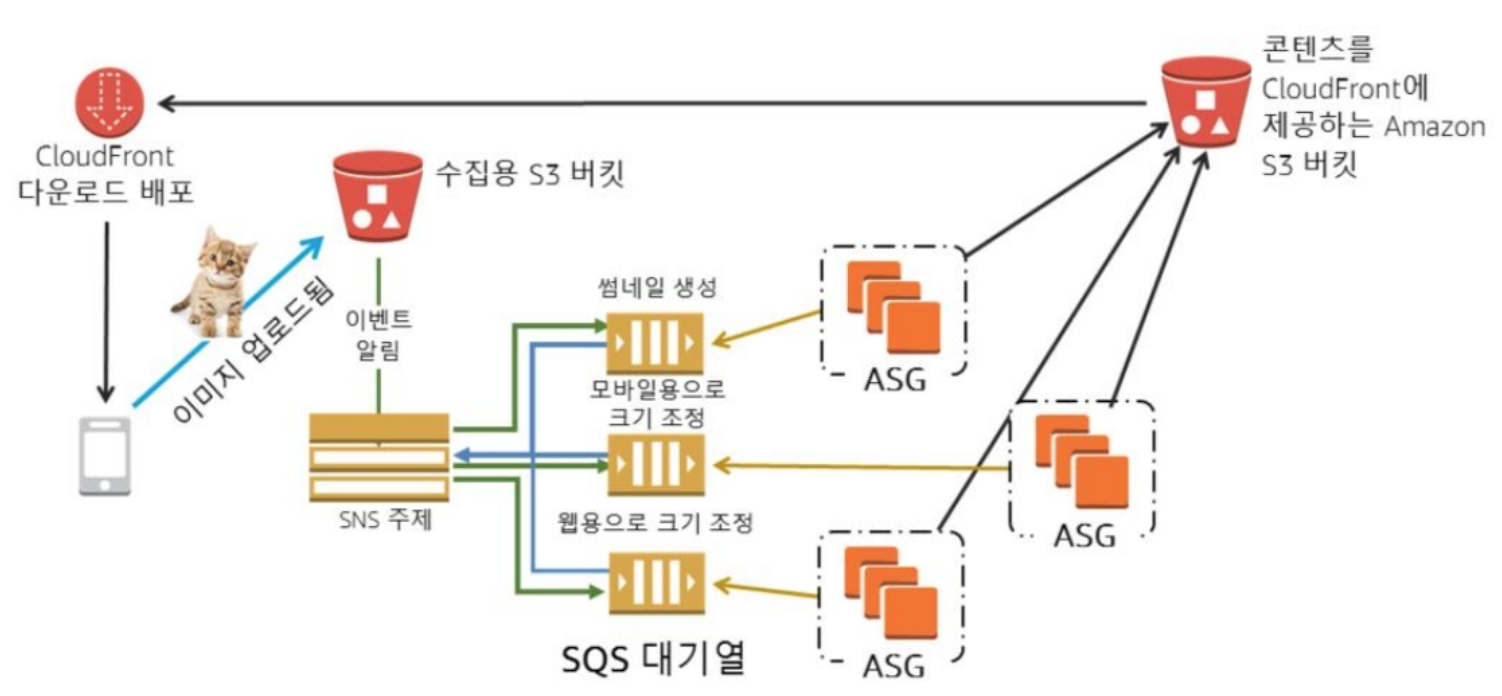 콘텐츠를
CloudFront에
제공하는 Amazon
S3 버킷
CloudFront
다운로드 배포
수집용 S3 버킷
이미지 업로드됨
이벤트
알림
썸네일 생성
ASG
모바일용으로
크기 조정
ASG
SNS 주제
웹용으로 크기 조정
ASG
SQS 대기열